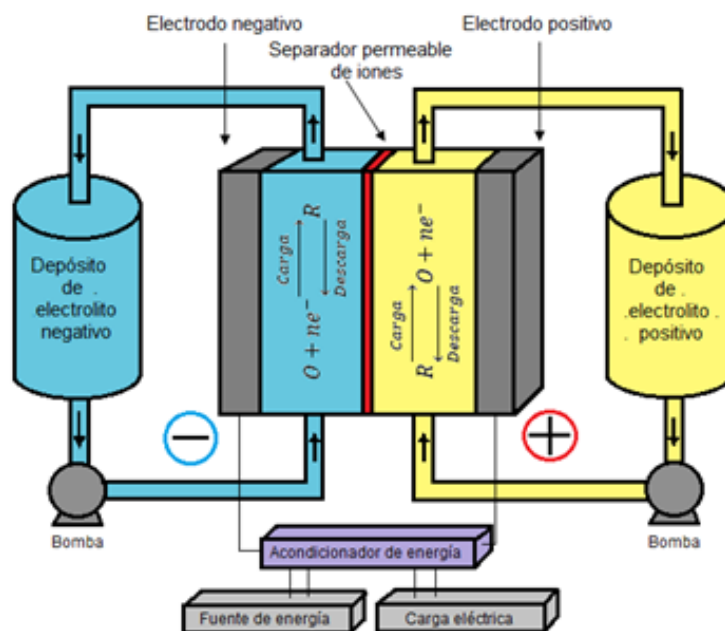 Electrodo negativo
Separador permeable
de iones
Electrodo positivo
Depósito
de .
.electrolito
negativo
O + ne⁻
Carga
Descarga
R
R
Carga
Descarga
O + ne⁻
Depósito
de. .
.electrolito .
. positivo
−
+
Bomba
Bomba
Acondicionador de energía
Fuente de energía
Carga eléctrica